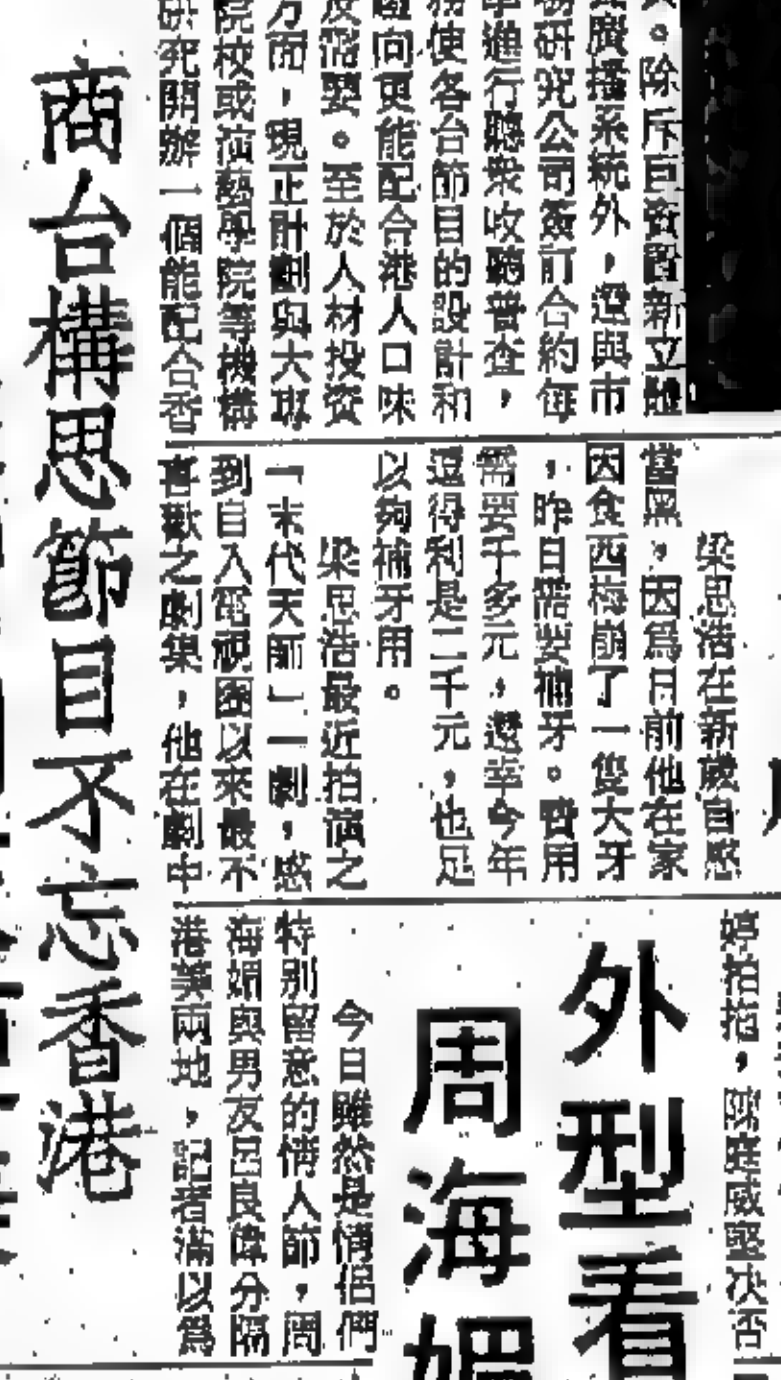 商台構思節目不忘香港
。除斥巨資置新立體
廣播系統外,還與市
研究公司簽訂合約每
進行聽衆收聽普查,
使各台節目的設計和
向更能配合港人口味
及需要。至於人材投資
方面,現正計劃與大專
院校或演藝學院等機構
研究開辦一個能配合香
梁思浩在新歲自感
當黑,因爲日前他在家
因食西梅崩了一隻大牙
,昨日需要補牙。費用
需要千多元,還幸今年
逗得利是二千元,也足
以夠補牙用。
梁思浩最近拍演之
「末代天師」一劇,感
到自入電視圈以來最不
喜歡之劇集,他在劇中
婷拍拖,陳庭威堅決否
外型看
周海媚
今日雖然是情侶們
特別留意的情人節,周
海媚與男友呂良偉分隔
港美兩地,記者滿以爲